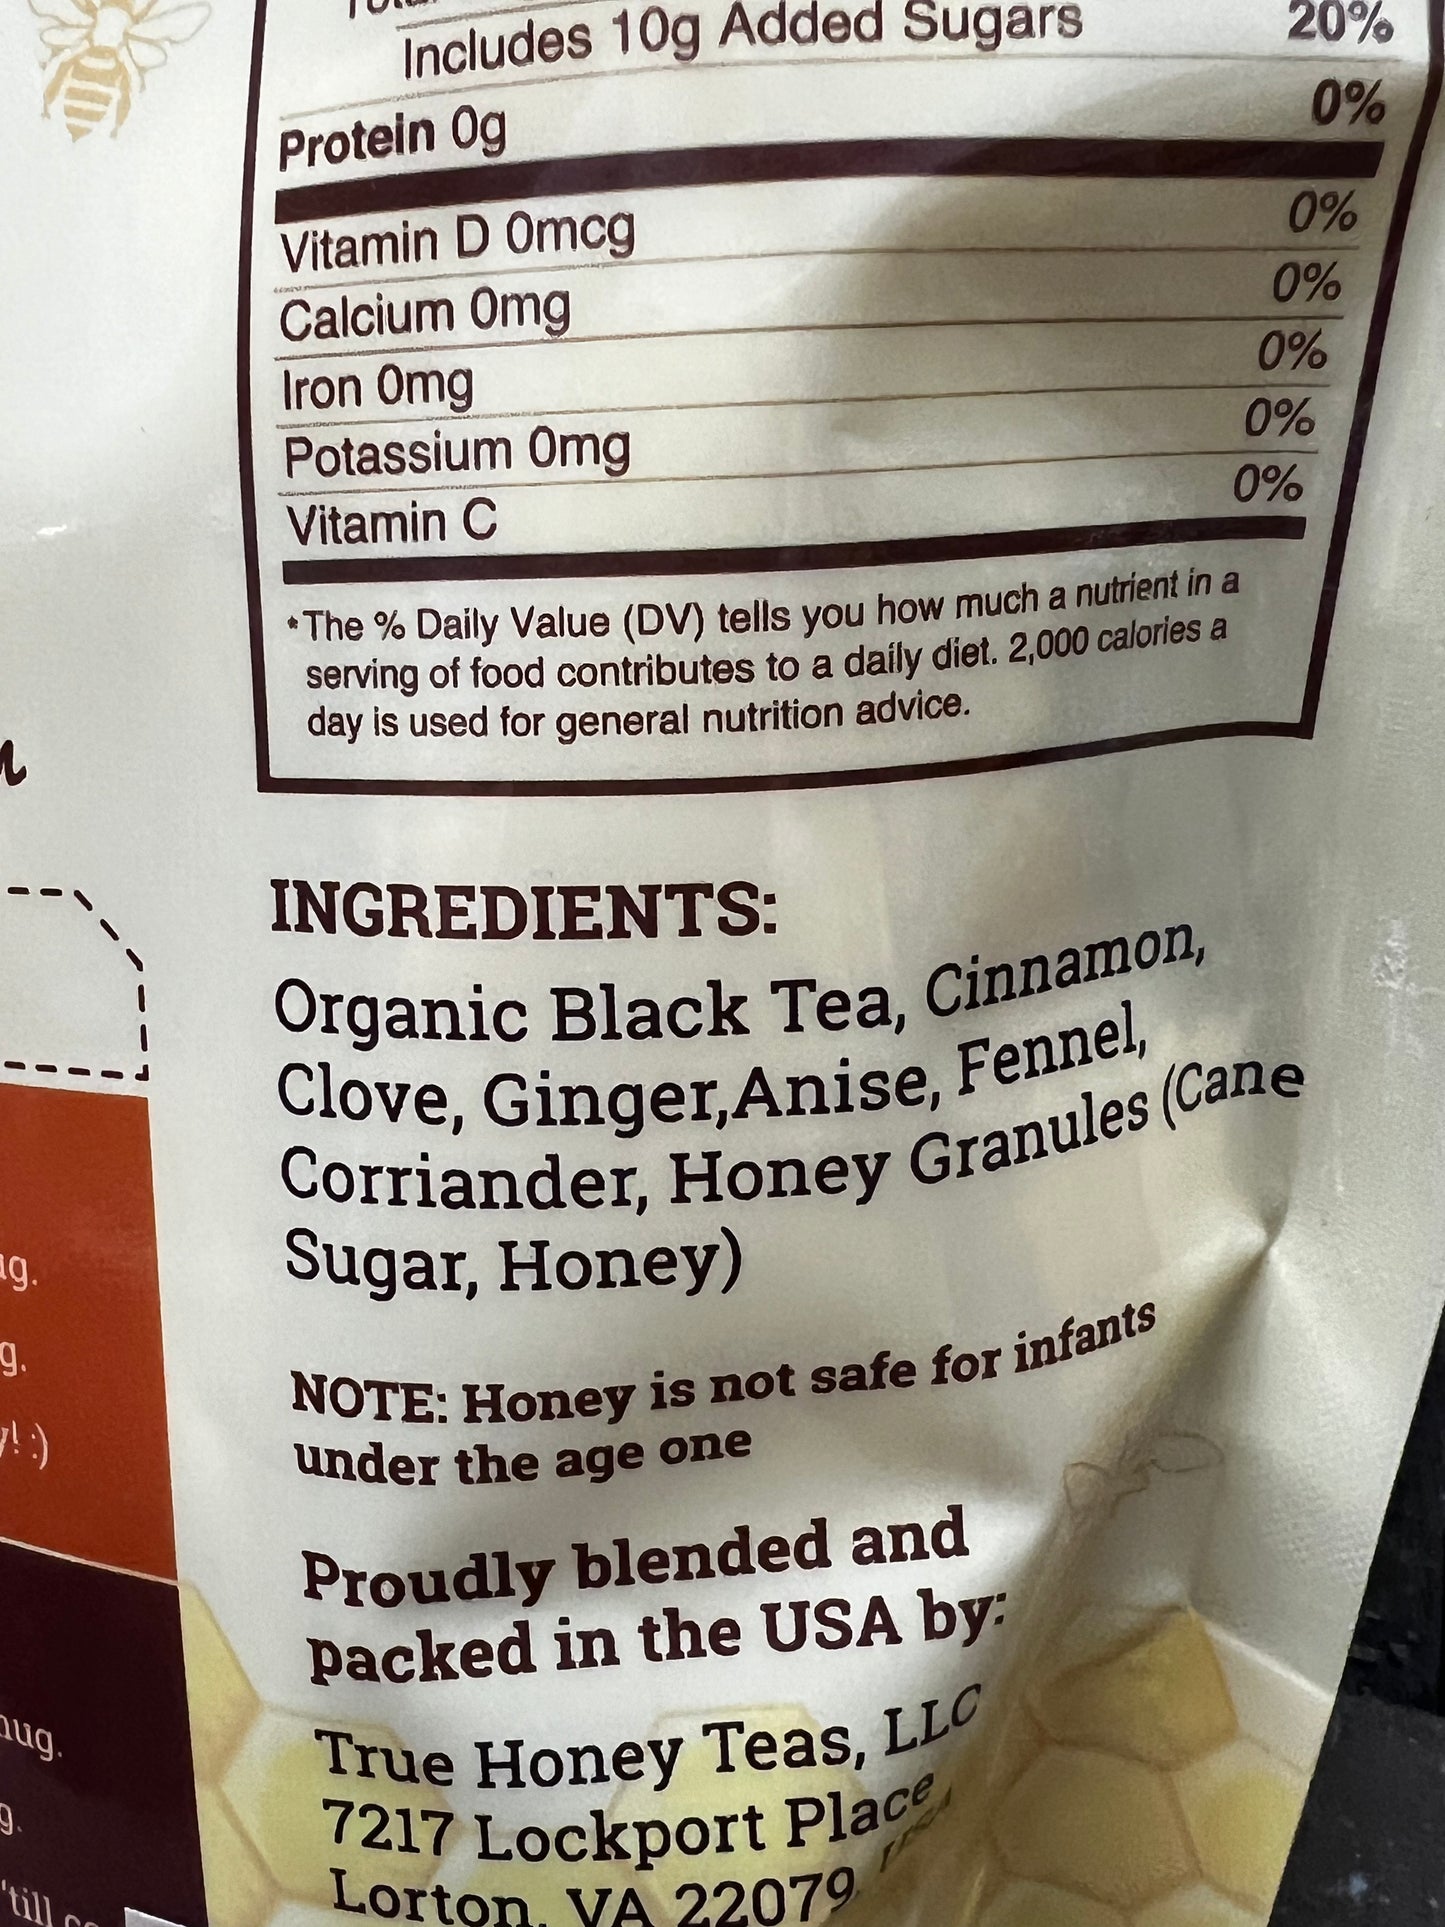 Includes 10g Added Sugars 20%
Protein 0g 0%
Vitamin D 0mcg 0%
Calcium 0mg 0%
Iron 0mg 0%
Potassium 0mg 0%
Vitamin C 0%
*The % Daily Value (DV) tells you how much a nutrient in a
serving of food contributes to a daily diet. 2,000 calories a
day is used for general nutrition advice.
INGREDIENTS:
Organic Black Tea, Cinnamon,
Clove, Ginger,Anise, Fennel,
Corriander, Honey Granules (Cane
Sugar, Honey)
NOTE: Honey is not safe for infants
under the age one
Proudly blended and
packed in the USA by:
True Honey Teas, LLC
7217 Lockport Place
Lorton, VA 22079
g.
y! :)
mug.
g.
'till